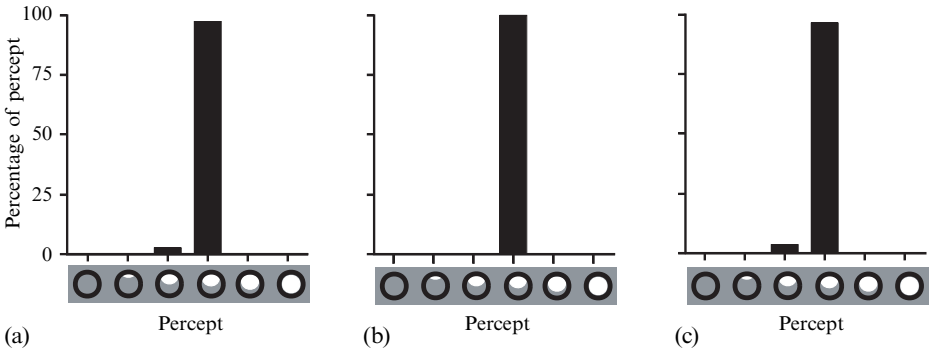 Percentage of percept
100
75
50
25
0
Percept
(a)
Percept
(b)
Percept
(c)